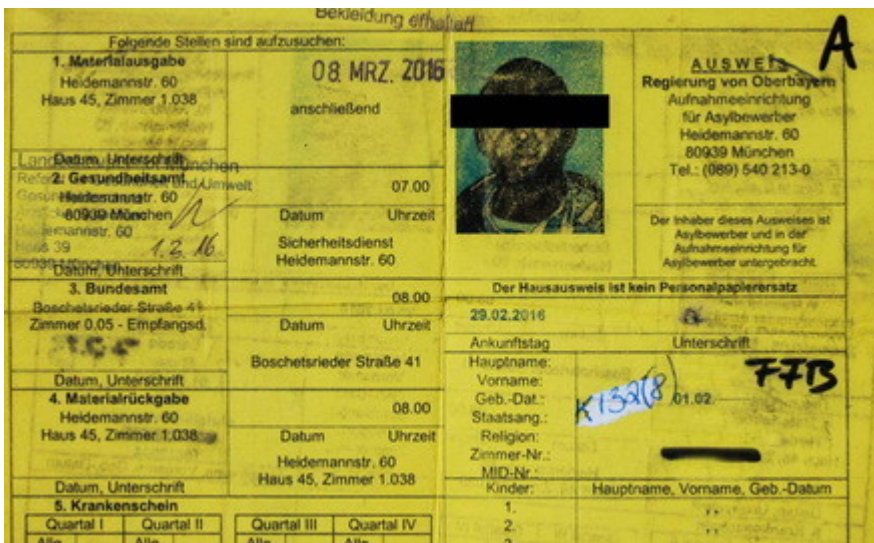 Bekleidung erhalten
Folgende Stellen sind aufzusuchen:
1. Materialausgabe
Heidemannstr. 60
Haus 45, Zimmer 1.038
Datum, Unterschrift
08. MRZ. 2016
anschließend
2. Gesundheitsamt
Heidemannstr. 60
80939 München
1.2.16
Datum, Unterschrift
07.00
Datum Uhrzeit
Sicherheitsdienst
Heidemannstr. 60
3. Bundesamt
Boschetsrieder Straße 41
Zimmer 0.05 - Empfangsd.
Datum, Unterschrift
08.00
Datum Uhrzeit
Boschetsrieder Straße 41
4. Materialrückgabe
Heidemannstr. 60
Haus 45, Zimmer 1.038
Datum, Unterschrift
08.00
Datum Uhrzeit
Heidemannstr. 60
Haus 45, Zimmer 1.038
5. Krankenschein
Quartal I Quartal II Quartal III Quartal IV
A
AUSWEIS
Regierung von Oberbayern
Aufnahmeeinrichtung
für Asylbewerber
Heidemannstr. 60
80939 München
Tel.: (089) 540 213-0
Der Inhaber dieses Ausweises ist
Asylbewerber und in der
Aufnahmeeinrichtung für
Asylbewerber untergebracht.
Der Hausausweis ist kein Personalpapierersatz
29.02.2016
Ankunftstag Unterschrift
77B
Hauptname:
Vorname:
Geb.-Dat.: 01.02.
K132(8)
Staatsang.:
Religion:
Zimmer-Nr.:
MID-Nr.:
Kinder: Hauptname, Vorname, Geb.-Datum
1.
2.